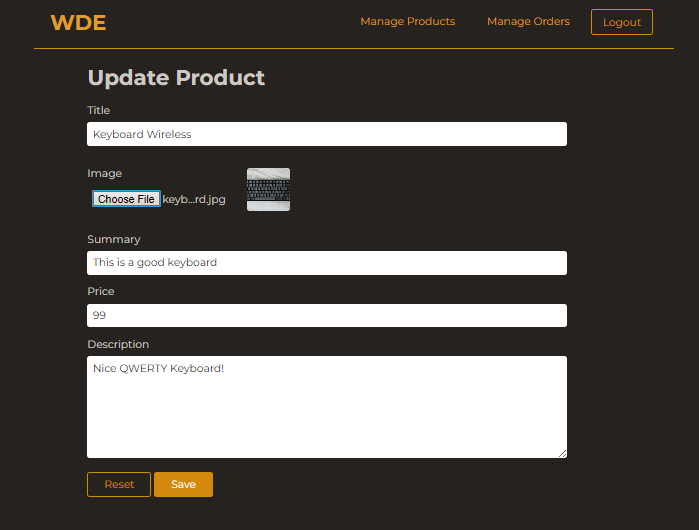 WDE
Manage Products
Manage Orders
Logout
Update Product
Title
Keyboard Wireless
Image
Choose File keyb...rd.jpg
Summary
This is a good keyboard
Price
99
Description
Nice QWERTY Keyboard!
Reset
Save